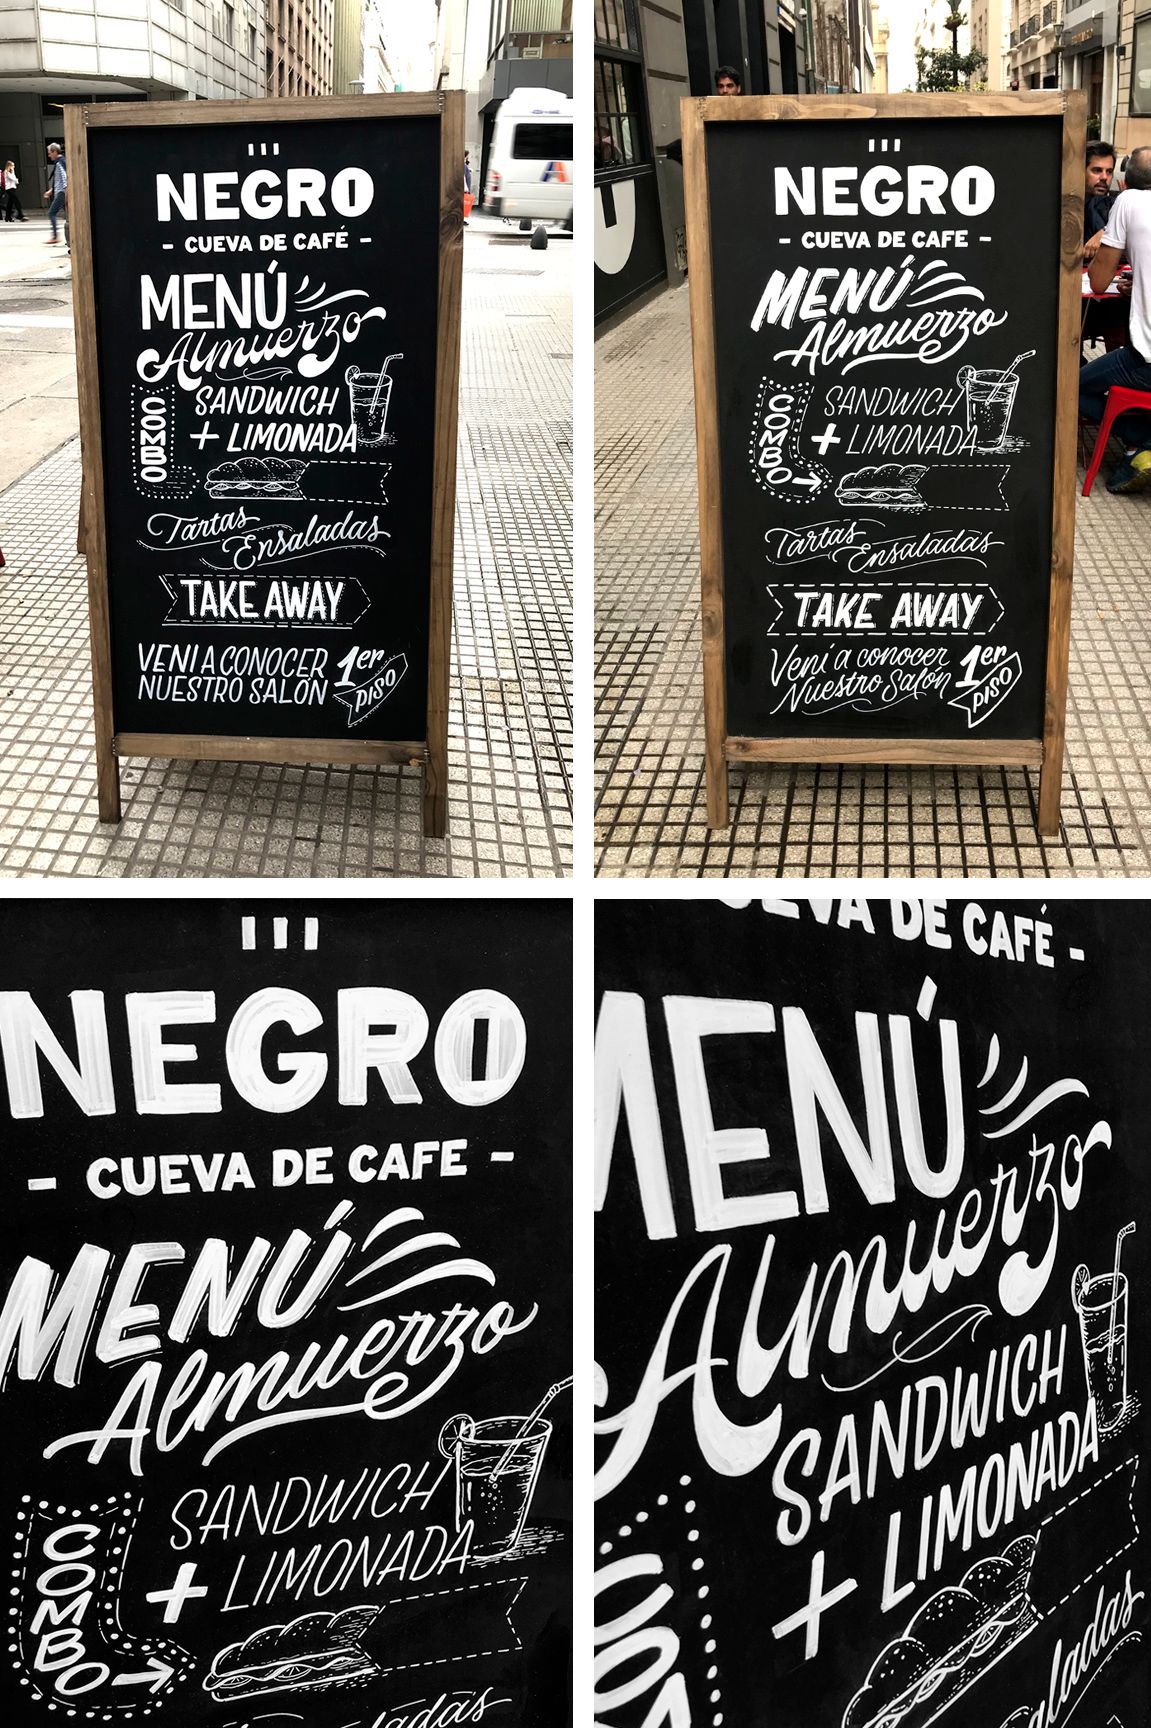 NEGRO
- CUEVA DE CAFÉ -
MENÚ
Almuerzo
COMBO
SANDWICH
+ LIMONADA
Tartas
Ensaladas
TAKE AWAY
VENI A CONOCER
NUESTRO SALÓN
1er
PISO
NEGRO
- CUEVA DE CAFE -
MENÚ
Almuerzo
COMBO
SANDWICH
+ LIMONADA
Tartas
Ensaladas
TAKE AWAY
Vení a conocer
Nuestro Salón
1er
PISO
NEGRO
- CUEVA DE CAFE -
MENÚ
Almuerzo
COMBO
SANDWICH
+ LIMONADA
CUEVA DE CAFÉ -
MENÚ
Almuerzo
SANDWICH
+ LIMONADA